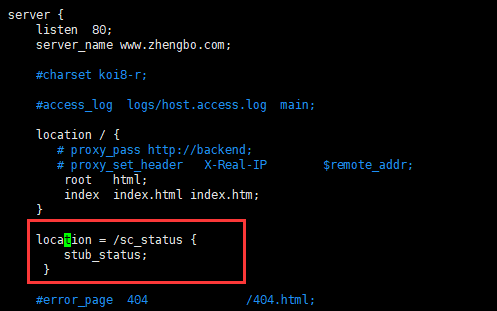 server {
    listen  80;
    server_name www.zhengbo.com;
    #charset koi8-r;
    #access_log  logs/host.access.log  main;
    location / {
       # proxy_pass http://backend;
       # proxy_set_header   X-Real-IP        $remote_addr;
        root   html;
        index  index.html index.htm;
    }
    location = /sc_status {
        stub_status;
     }
    #error_page  404              /404.html;